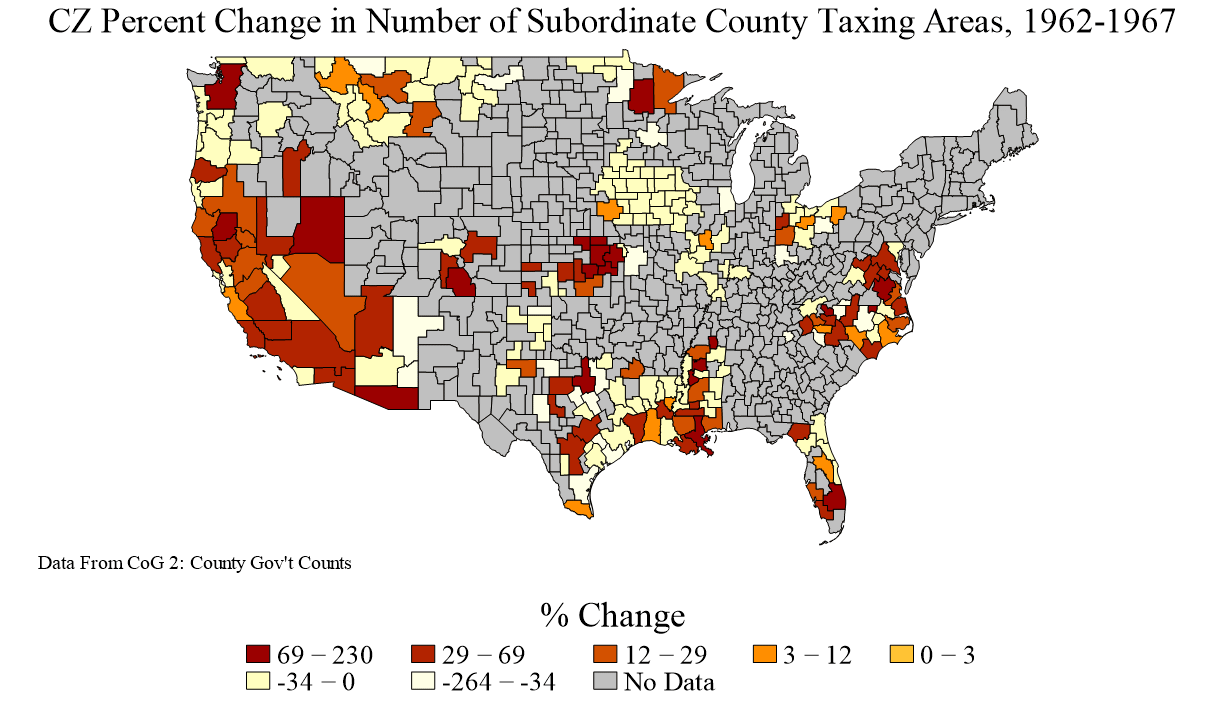 CZ Percent Change in Number of Subordinate County Taxing Areas, 1962-1967
Data From CoG 2: County Gov't Counts
% Change
69 − 230 29 − 69 12 − 29 3 − 12 0 − 3
-34 − 0 -264 − -34 No Data